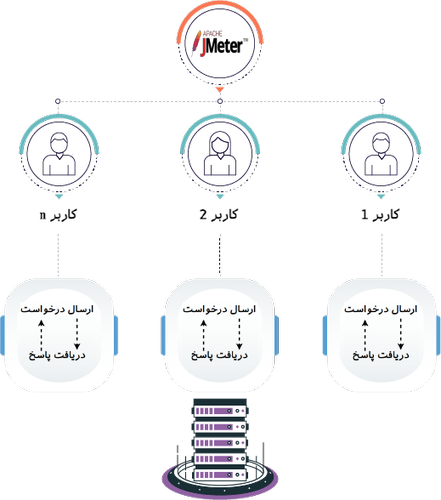 APACHE
JMeter™
کاربر 1
کاربر 2
کاربر n
ارسال درخواست
دریافت پاسخ
ارسال درخواست
دریافت پاسخ
ارسال درخواست
دریافت پاسخ